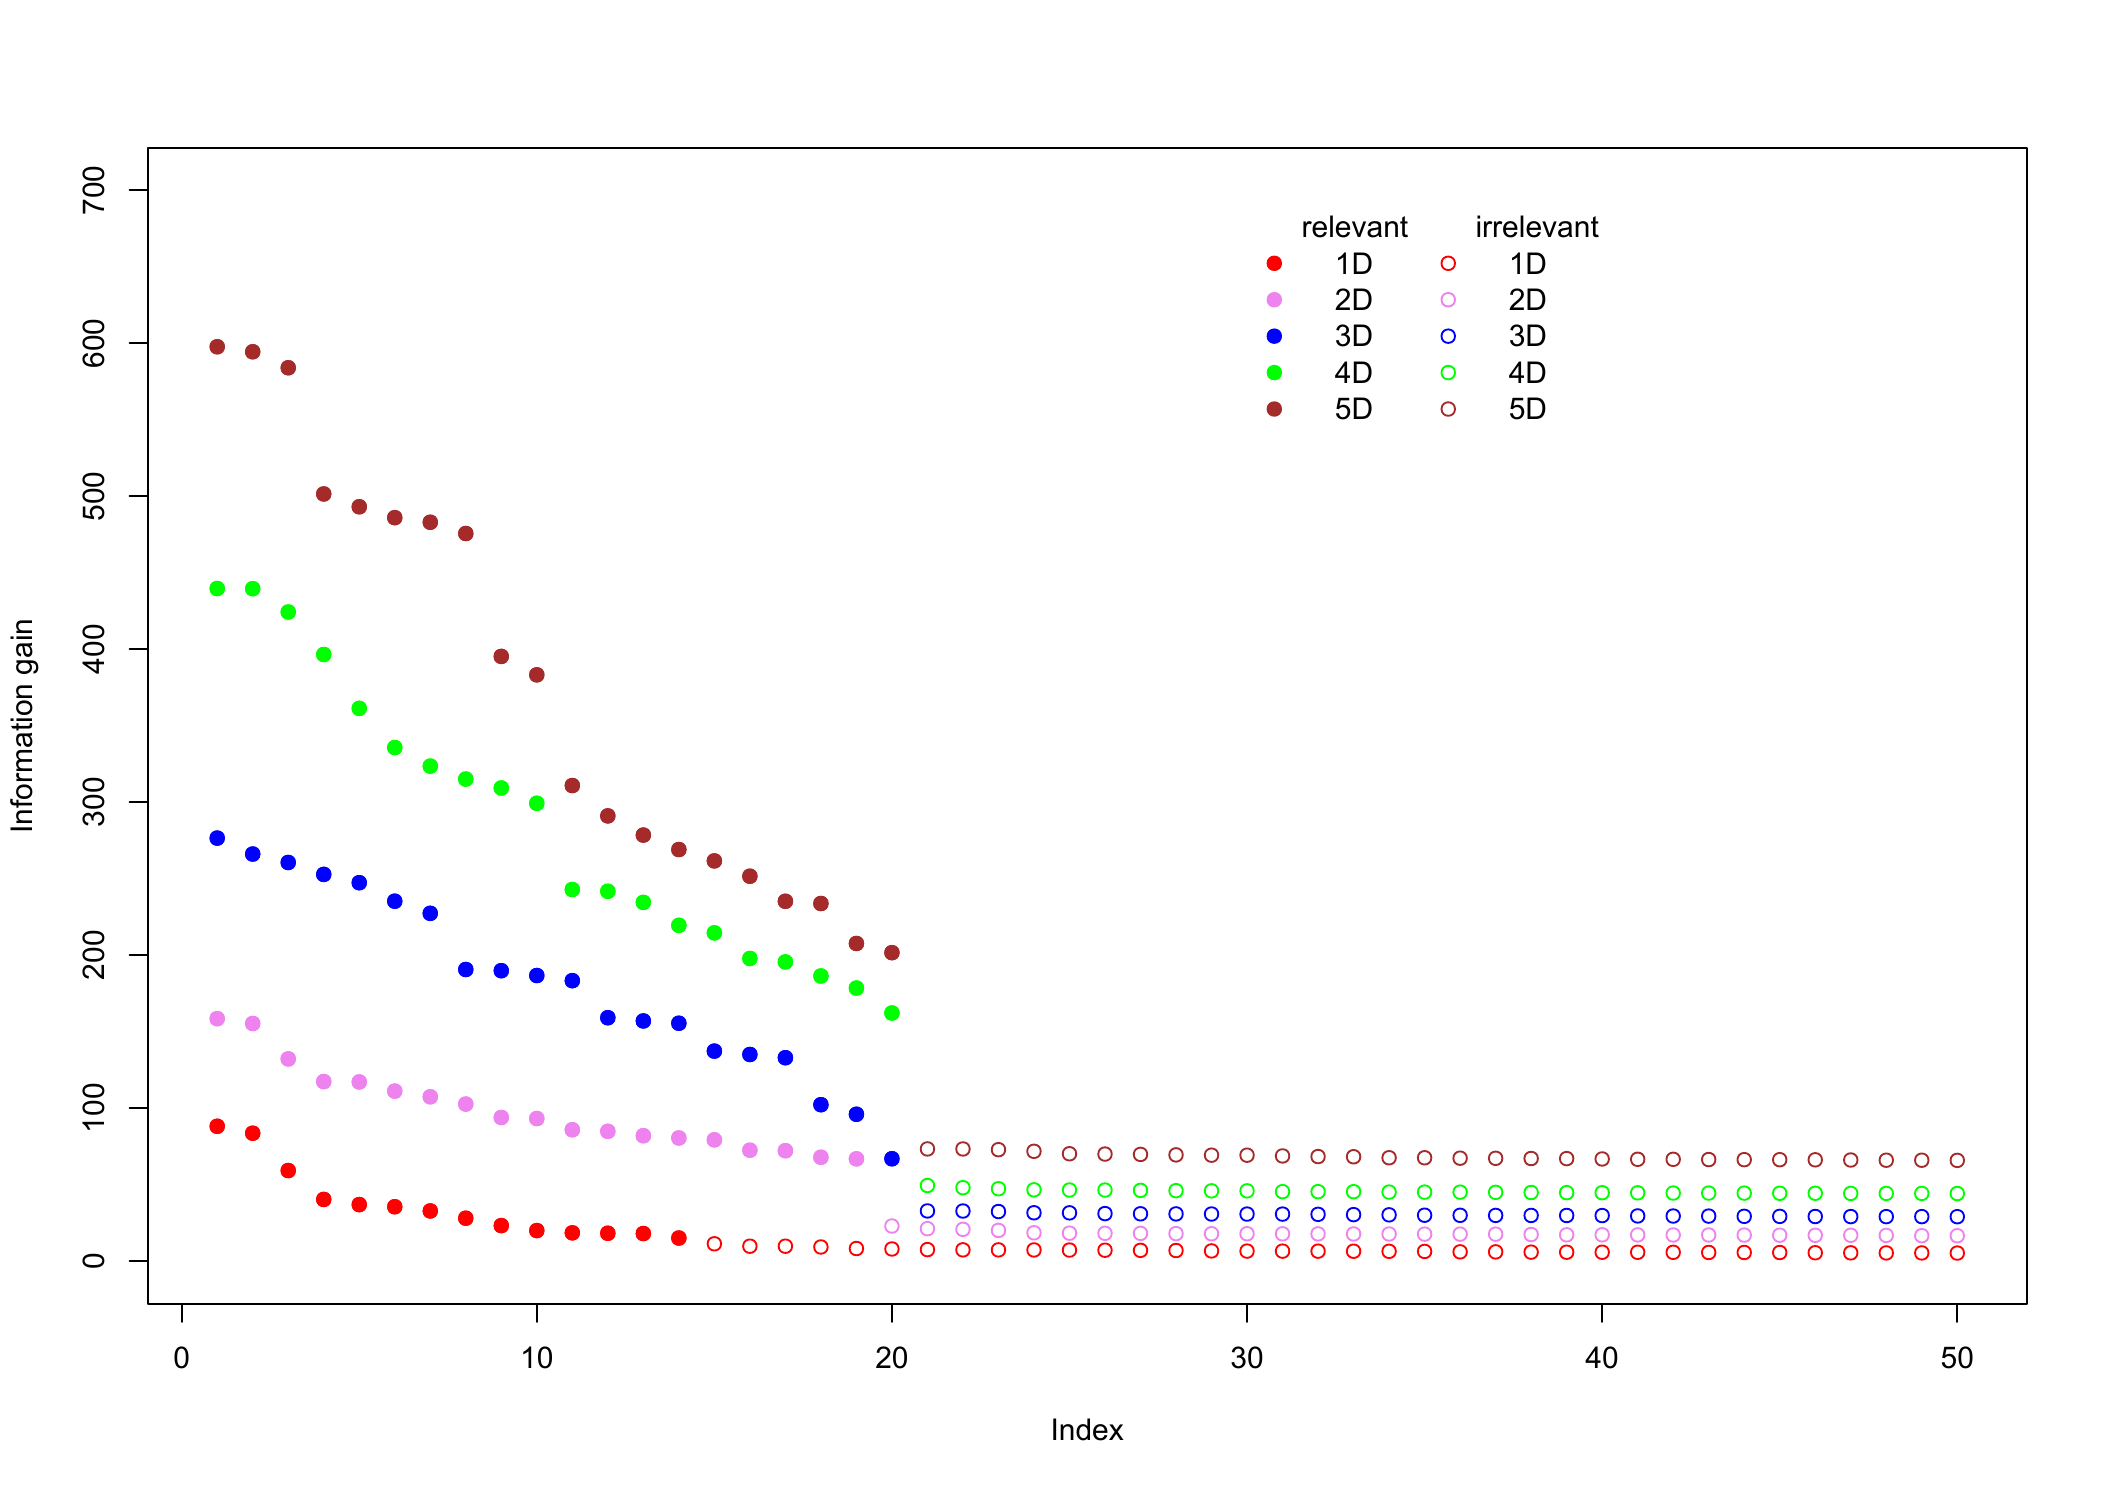 700
600
500
400
300
200
100
0
Information gain
relevant irrelevant
1D 1D
2D 2D
3D 3D
4D 4D
5D 5D
0 10 20 30 40 50
Index